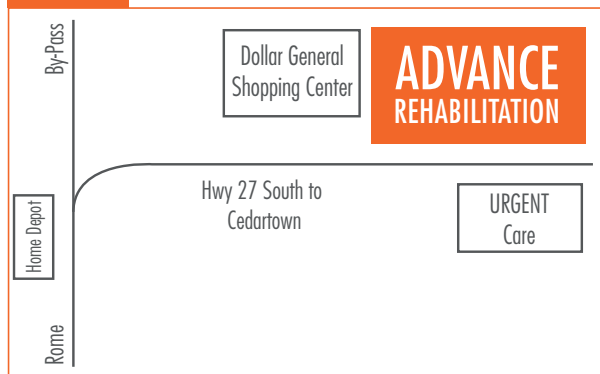 By-Pass
Dollar General
Shopping Center
ADVANCE
REHABILITATION
Hwy 27 South to
Cedartown
URGENT
Care
Home Depot
Rome